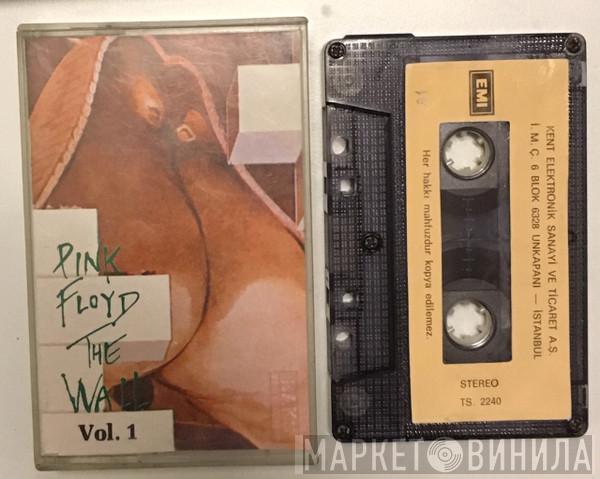 PINK
FLOYD
THE
WALL
Vol. 1
EMI
KENT ELEKTRONİK SANAYİ VE TİCARET A.Ş.
İ. M. Ç. 6 BLOK 6328 UNKAPANI — İSTANBUL
Her hakkı mahfuzdur kopya edilemez.
STEREO
TS. 2240
МАРКЕТ ВИНИЛА